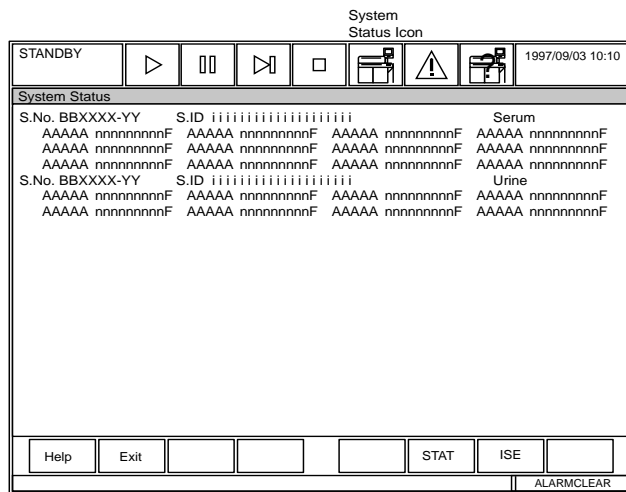 System
Status Icon
STANDBY
1997/09/03 10:10
System Status
S.No. BBXXXX-YY S.ID i i i i i i i i i i i i i i i i i i i i Serum
AAAAA nnnnnnnnnF AAAAA nnnnnnnnnF AAAAA nnnnnnnnnF AAAAA nnnnnnnnnF
AAAAA nnnnnnnnnF AAAAA nnnnnnnnnF AAAAA nnnnnnnnnF AAAAA nnnnnnnnnF
AAAAA nnnnnnnnnF AAAAA nnnnnnnnnF AAAAA nnnnnnnnnF AAAAA nnnnnnnnnF
S.No. BBXXXX-YY S.ID i i i i i i i i i i i i i i i i i i i i Urine
AAAAA nnnnnnnnnF AAAAA nnnnnnnnnF AAAAA nnnnnnnnnF AAAAA nnnnnnnnnF
AAAAA nnnnnnnnnF AAAAA nnnnnnnnnF AAAAA nnnnnnnnnF AAAAA nnnnnnnnnF
Help Exit STAT ISE
ALARMCLEAR